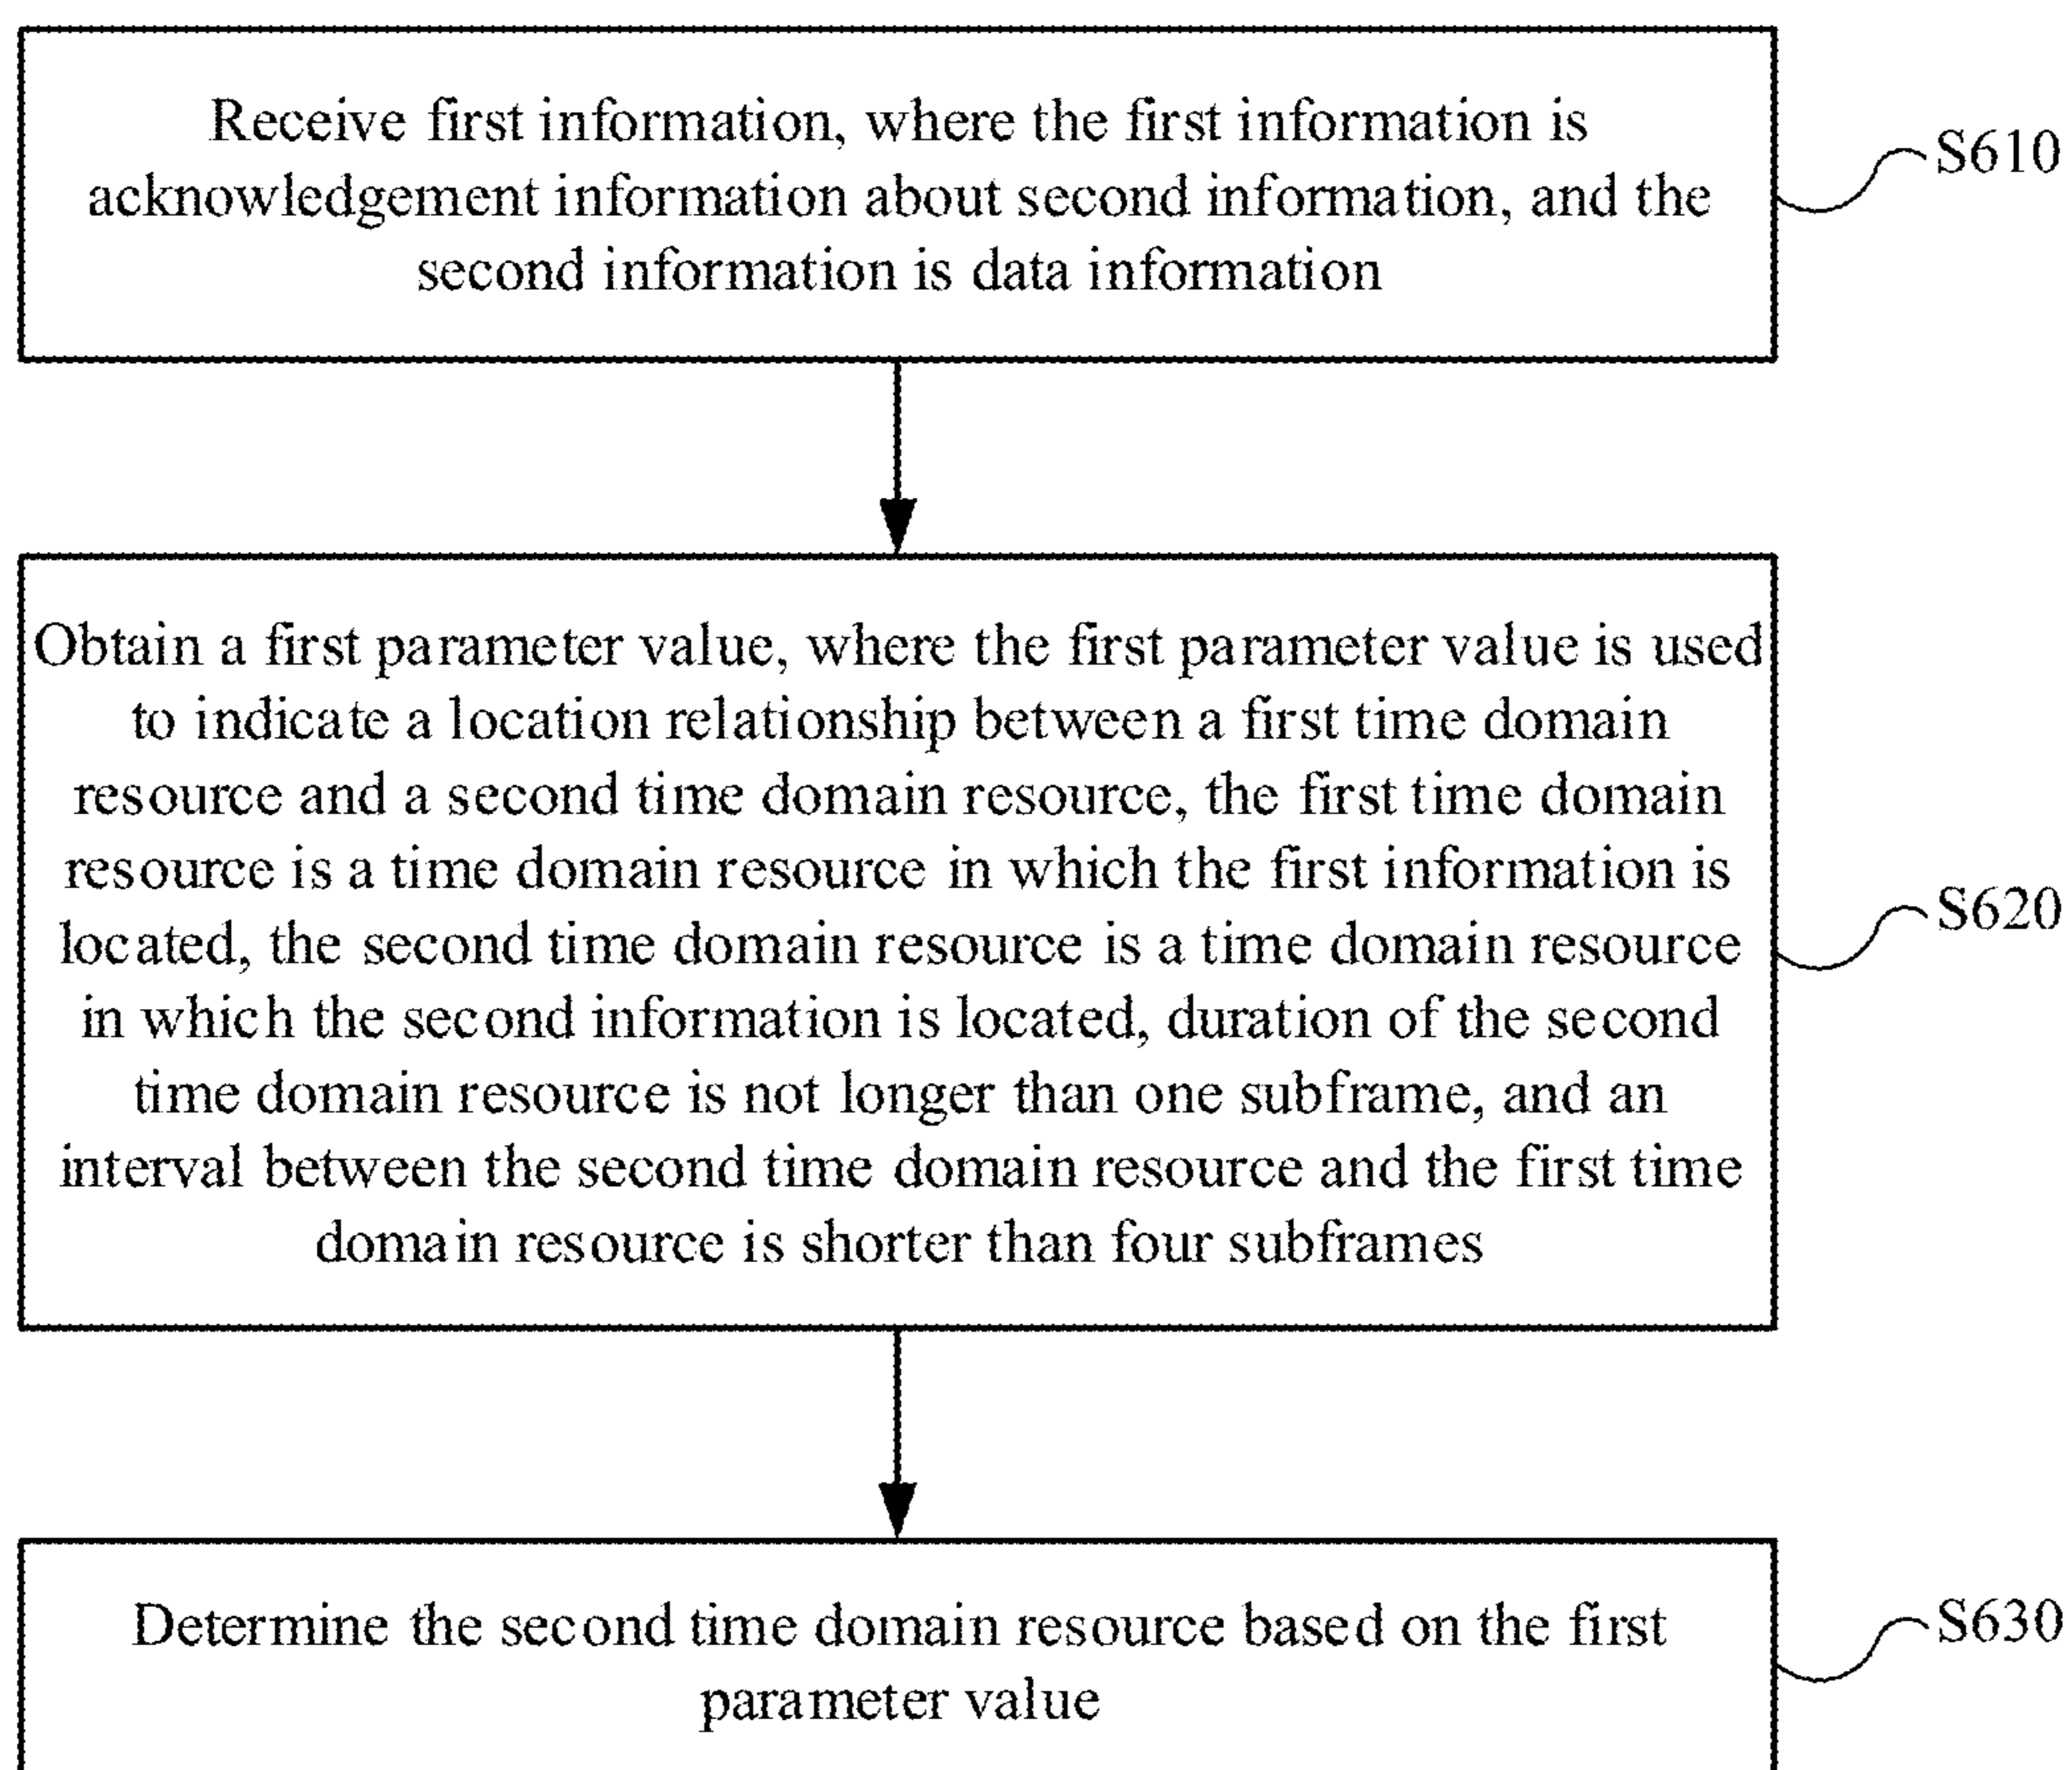 Receive first information, where the first information is
acknowledgement information about second information, and the
second information is data information
S610
Obtain a first parameter value, where the first parameter value is used
to indicate a location relationship between a first time domain
resource and a second time domain resource, the first time domain
resource is a time domain resource in which the first information is
located, the second time domain resource is a time domain resource
in which the second information is located, duration of the second
time domain resource is not longer than one subframe, and an
interval between the second time domain resource and the first time
domain resource is shorter than four subframes
S620
Determine the second time domain resource based on the first
parameter value
S630